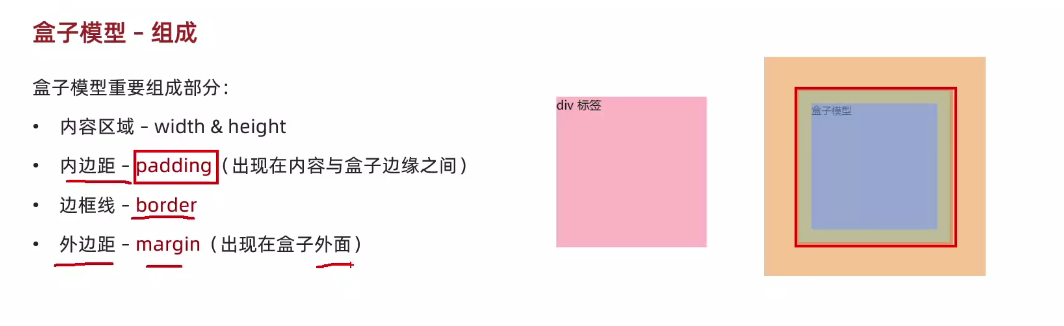 盒子模型 – 组成
盒子模型重要组成部分：
• 内容区域 – width & height
• 内边距 – padding（出现在内容与盒子边缘之间）
• 边框线 – border
• 外边距 – margin（出现在盒子外面）
div 标签
盒子模型